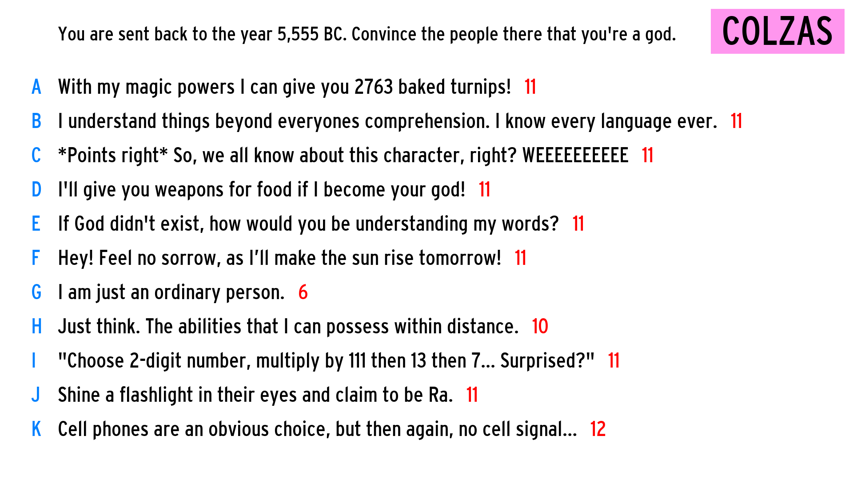 You are sent back to the year 5,555 BC. Convince the people there that you're a god.
COLZAS
A With my magic powers I can give you 2763 baked turnips! 11
B I understand things beyond everyones comprehension. I know every language ever. 11
C *Points right* So, we all know about this character, right? WEEEEEEEEEE 11
D I'll give you weapons for food if I become your god! 11
E If God didn't exist, how would you be understanding my words? 11
F Hey! Feel no sorrow, as I’ll make the sun rise tomorrow! 11
G I am just an ordinary person. 6
H Just think. The abilities that I can possess within distance. 10
I "Choose 2-digit number, multiply by 111 then 13 then 7... Surprised?" 11
J Shine a flashlight in their eyes and claim to be Ra. 11
K Cell phones are an obvious choice, but then again, no cell signal... 12